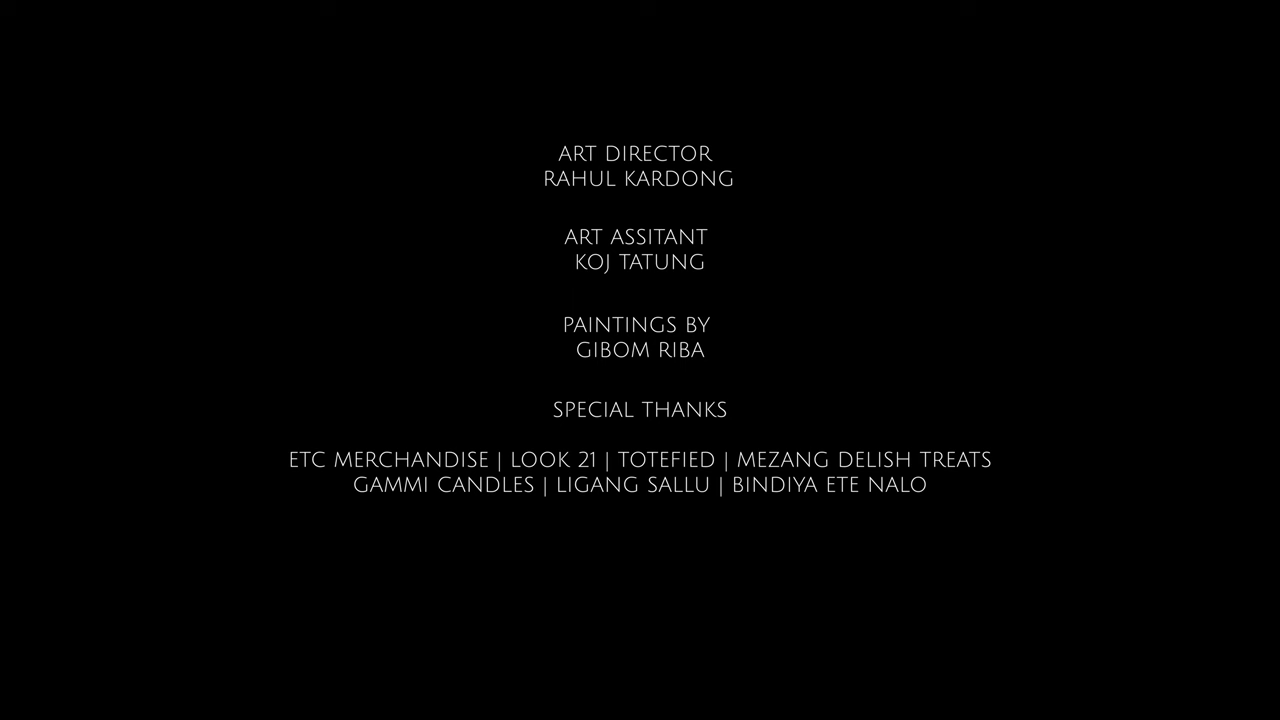 ART DIRECTOR
RAHUL KARDONG
ART ASSITANT
KOJ TATUNG
PAINTINGS BY
GIBOM RIBA
SPECIAL THANKS
ETC MERCHANDISE | LOOK 21 | TOTEFIED | MEZANG DELISH TREATS
GAMMI CANDLES | LIGANG SALLU | BINDIYA ETE NALO